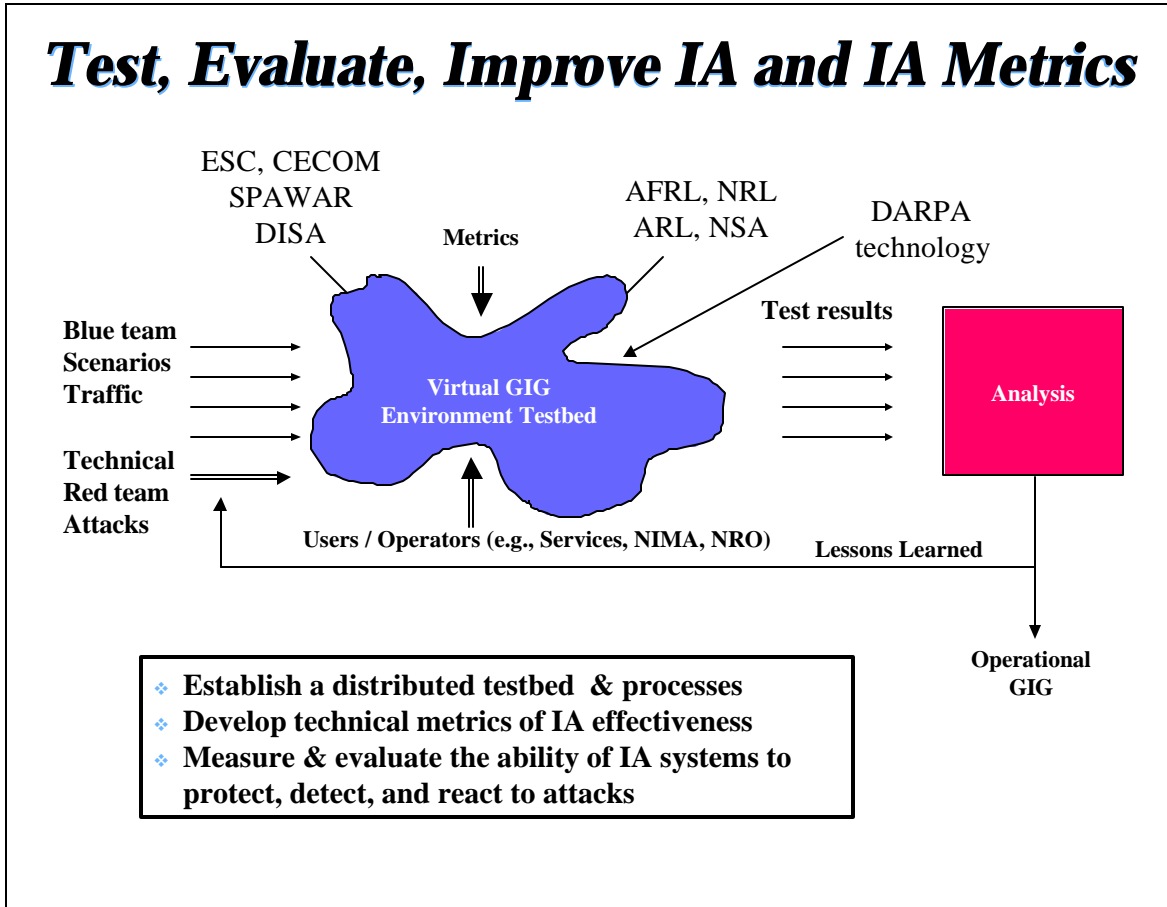 Test, Evaluate, Improve IA and IA Metrics
ESC, CECOM
SPAWAR
DISA
Metrics
AFRL, NRL
ARL, NSA
DARPA
technology
Blue team
Scenarios
Traffic
Technical
Red team
Attacks
Virtual GIG
Environment Testbed
Test results
Analysis
Users / Operators (e.g., Services, NIMA, NRO)
Lessons Learned
Operational
GIG
❖ Establish a distributed testbed & processes
❖ Develop technical metrics of IA effectiveness
❖ Measure & evaluate the ability of IA systems to
protect, detect, and react to attacks